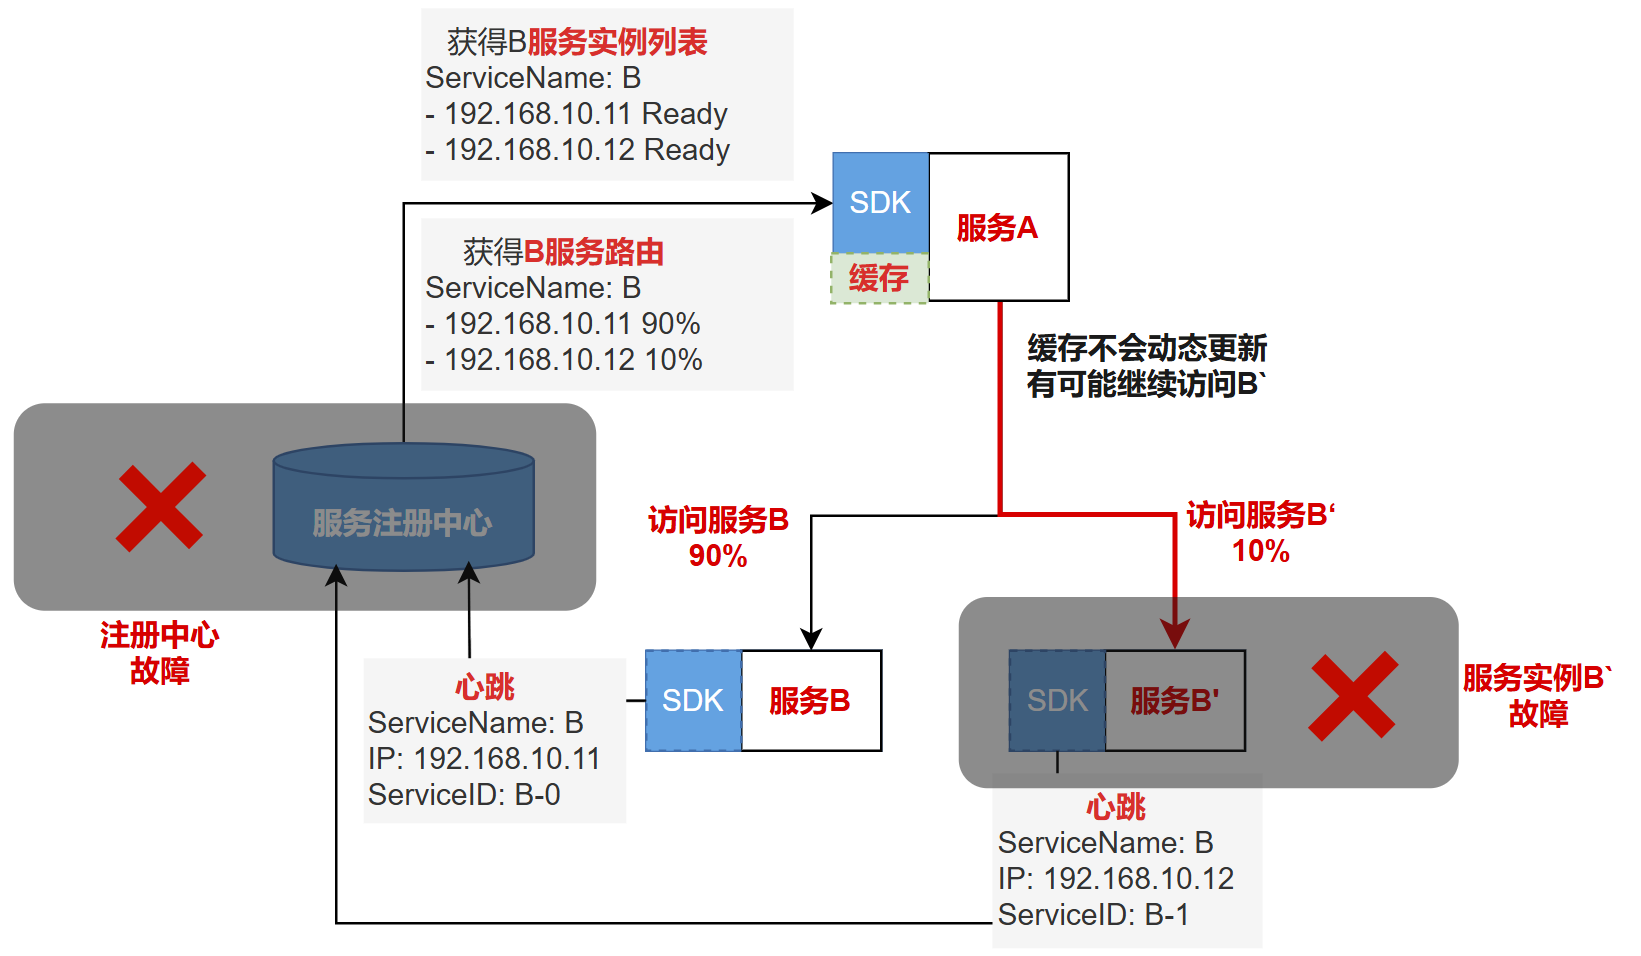 获得B服务实例列表
ServiceName: B
- 192.168.10.11 Ready
- 192.168.10.12 Ready
SDK
服务A
缓存
获得B服务路由
ServiceName: B
- 192.168.10.11 90%
- 192.168.10.12 10%
缓存不会动态更新
有可能继续访问B`
服务注册中心
注册中心
故障
访问服务B
90%
访问服务B‘
10%
心跳
ServiceName: B
IP: 192.168.10.11
ServiceID: B-0
SDK
服务B
SDK
服务B'
服务实例B`
故障
心跳
ServiceName: B
IP: 192.168.10.12
ServiceID: B-1